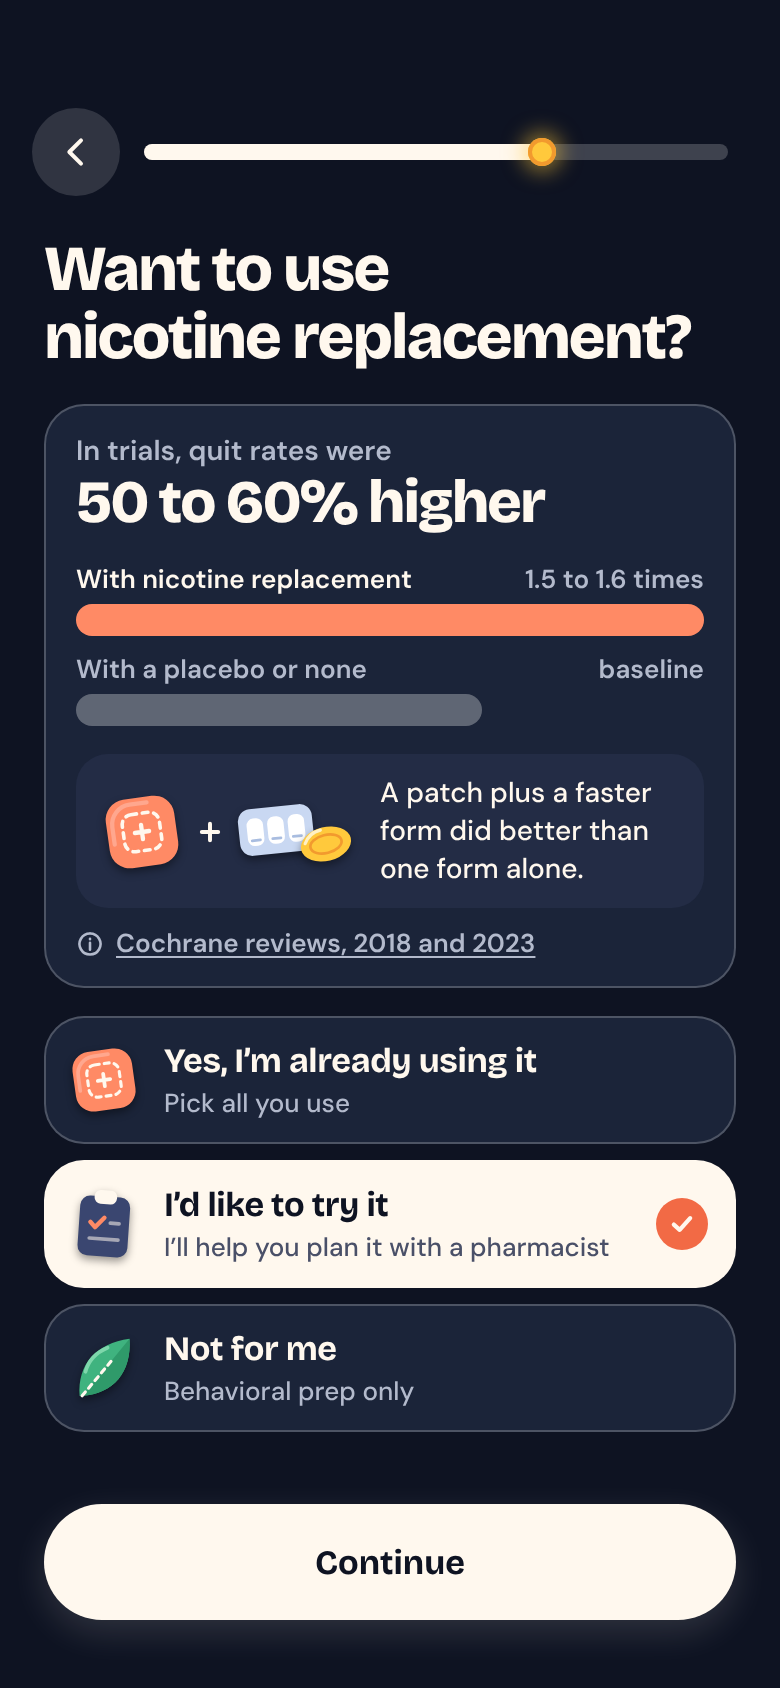 Want to use
nicotine replacement?
In trials, quit rates were
50 to 60% higher
With nicotine replacement 1.5 to 1.6 times
With a placebo or none baseline
A patch plus a faster
form did better than
one form alone.
Cochrane reviews, 2018 and 2023
Yes, I’m already using it
Pick all you use
I’d like to try it
I’ll help you plan it with a pharmacist
Not for me
Behavioral prep only
Continue